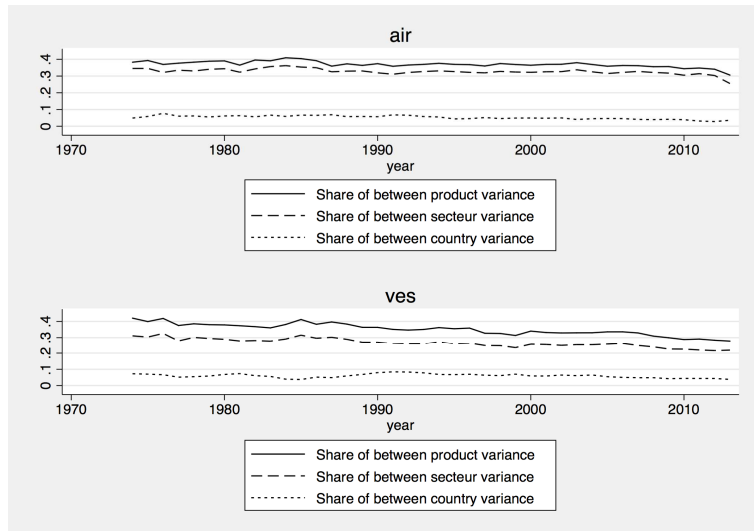 air
.4
.3
.2
.1
0
1970 1980 1990 2000 2010
year
Share of between product variance
Share of between secteur variance
Share of between country variance
ves
.4
.3
.2
.1
0
1970 1980 1990 2000 2010
year
Share of between product variance
Share of between secteur variance
Share of between country variance